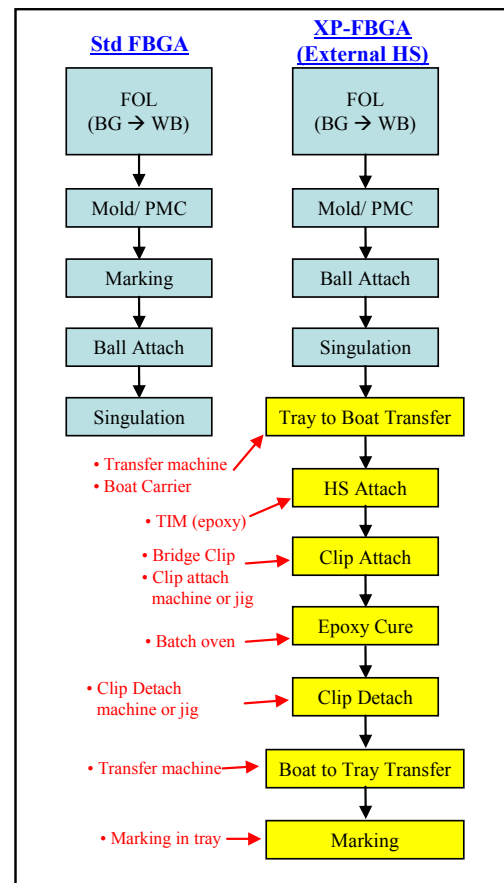 Std FBGA
FOL
(BG → WB)
Mold/ PMC
Marking
Ball Attach
Singulation
XP-FBGA
(External HS)
FOL
(BG → WB)
Mold/ PMC
Ball Attach
Singulation
Tray to Boat Transfer
• Transfer machine
• Boat Carrier
HS Attach
• TIM (epoxy)
Clip Attach
• Bridge Clip
• Clip attach
machine or jig
Epoxy Cure
• Batch oven
Clip Detach
• Clip Detach
machine or jig
Boat to Tray Transfer
• Transfer machine
Marking
• Marking in tray